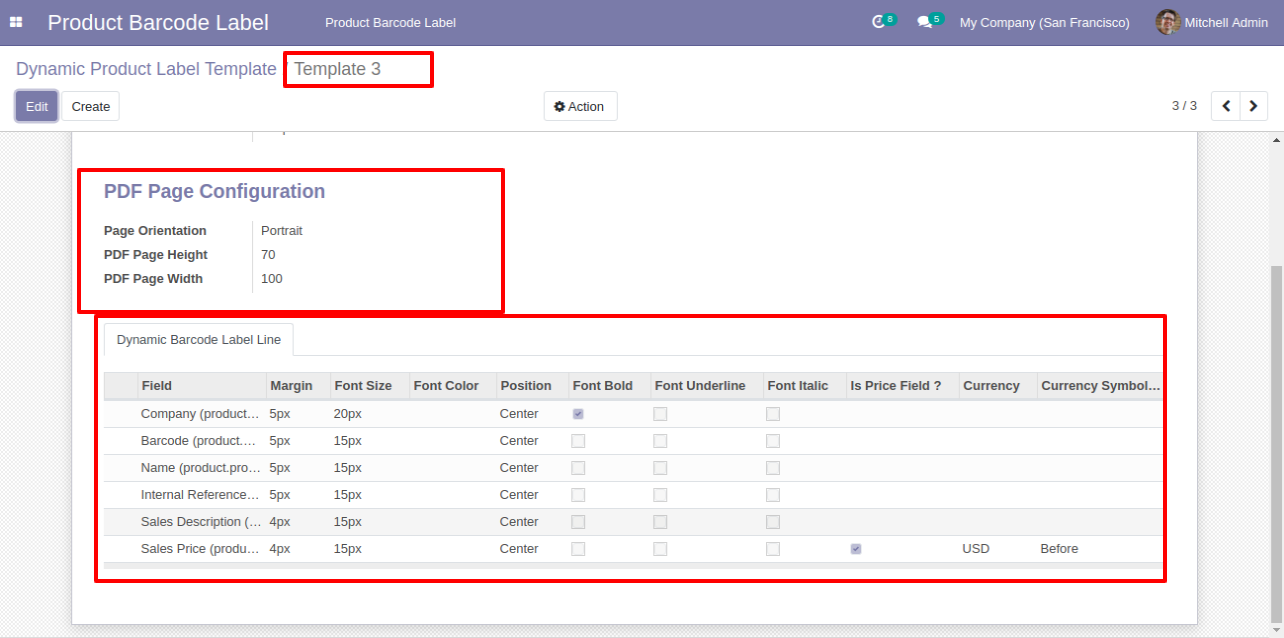 Product Barcode Label Product Barcode Label 8 5 My Company (San Francisco) Mitchell Admin
Dynamic Product Label Template / Template 3
Edit Create Action 3 / 3
PDF Page Configuration
Page Orientation Portrait
PDF Page Height 70
PDF Page Width 100
Dynamic Barcode Label Line
Field Margin Font Size Font Color Position Font Bold Font Underline Font Italic Is Price Field ? Currency Currency Symbol...
Company (product... 5px 20px Center
Barcode (product.... 5px 15px Center
Name (product.pro... 5px 15px Center
Internal Reference... 5px 15px Center
Sales Description (... 4px 15px Center
Sales Price (produ... 4px 15px Center USD Before